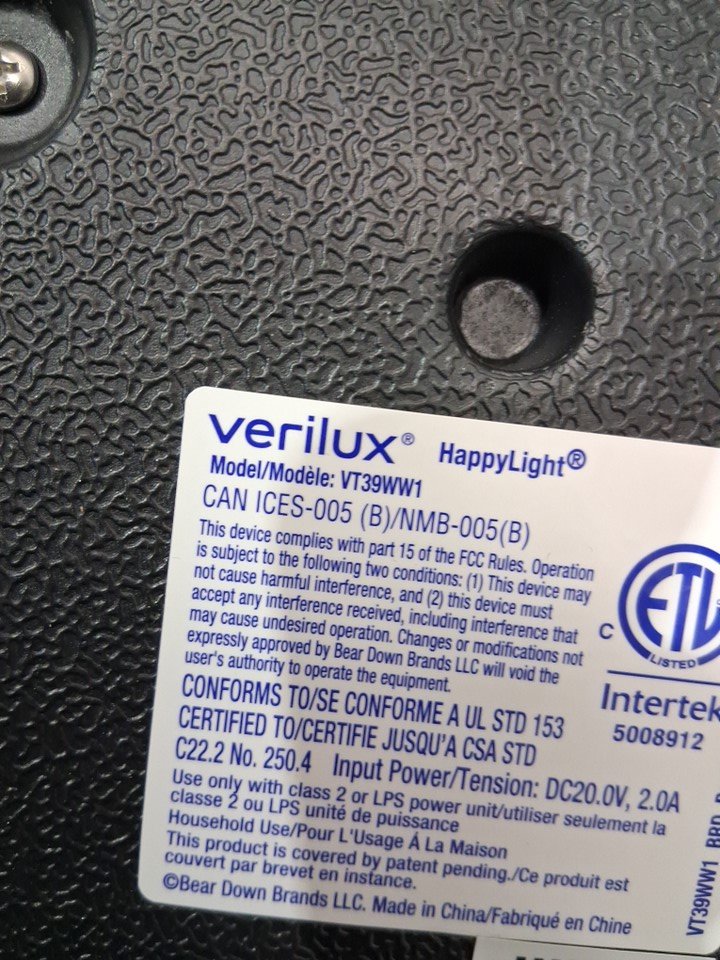 verilux® HappyLight®
Model/Modèle: VT39WW1
CAN ICES-005 (B)/NMB-005(B)
This device complies with part 15 of the FCC Rules. Operation
is subject to the following two conditions: (1) This device may
not cause harmful interference, and (2) this device must
accept any interference received, including interference that
may cause undesired operation. Changes or modifications not
expressly approved by Bear Down Brands LLC will void the
user's authority to operate the equipment.
CONFORMS TO/SE CONFORME A UL STD 153
CERTIFIED TO/CERTIFIE JUSQU'A CSA STD
C22.2 No. 250.4 Input Power/Tension: DC20.0V, 2.0A
Use only with class 2 or LPS power unit/utiliser seulement la
classe 2 ou LPS unité de puissance
Household Use/Pour L'Usage À La Maison
This product is covered by patent pending./Ce produit est
couvert par brevet en instance.
©Bear Down Brands LLC. Made in China/Fabriqué en Chine
C ETL
LISTED
Intertek
5008912
VT39WW1 BBD